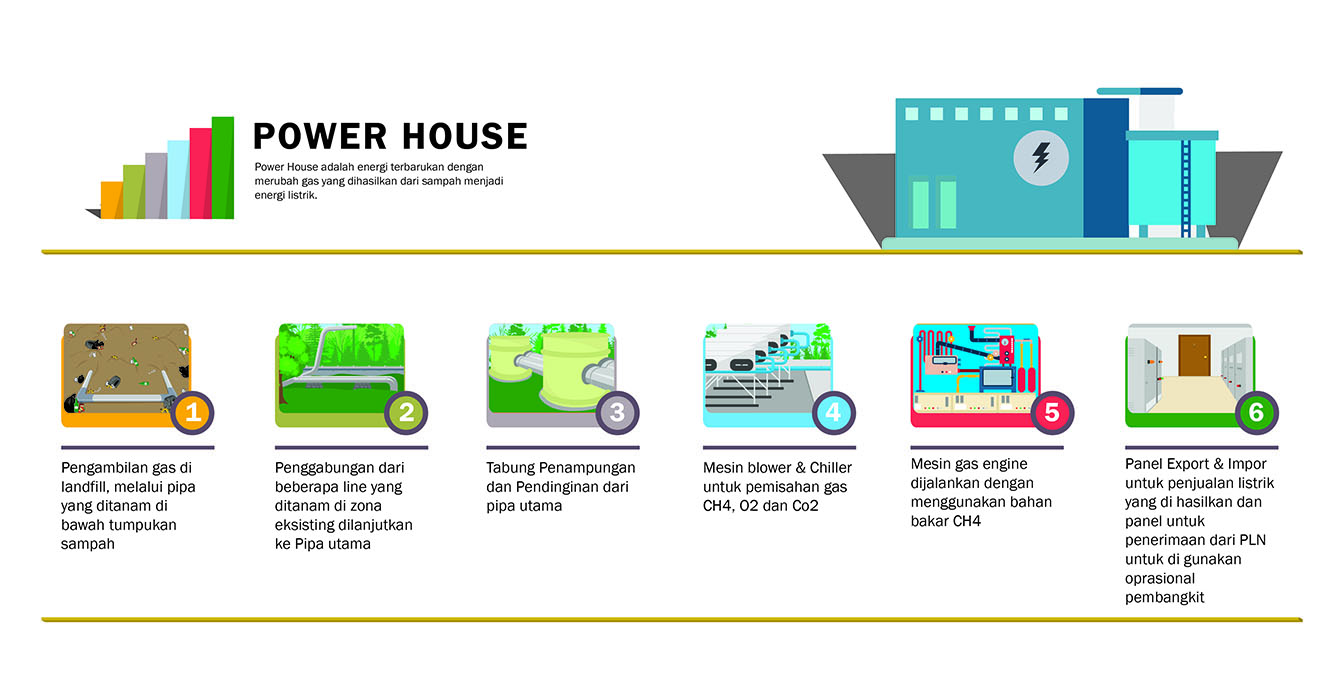 POWER HOUSE
Power House adalah energi terbarukan dengan
merubah gas yang dihasilkan dari sampah menjadi
energi listrik.
1
Pengambilan gas di
landfill, melalui pipa
yang ditanam di
bawah tumpukan
sampah
2
Penggabungan dari
beberapa line yang
ditanam di zona
eksisting dilanjutkan
ke Pipa utama
3
Tabung Penampungan
dan Pendinginan dari
pipa utama
4
Mesin blower & Chiller
untuk pemisahan gas
CH4, O2 dan Co2
5
Mesin gas engine
dijalankan dengan
menggunakan bahan
bakar CH4
6
Panel Export & Impor
untuk penjualan listrik
yang di hasilkan dan
panel untuk
penerimaan dari PLN
untuk di gunakan
oprasional
pembangkit